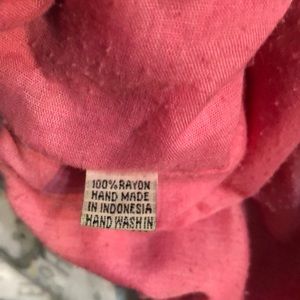 100% RAYON
HAND MADE
IN INDONESIA
HAND WASH IN